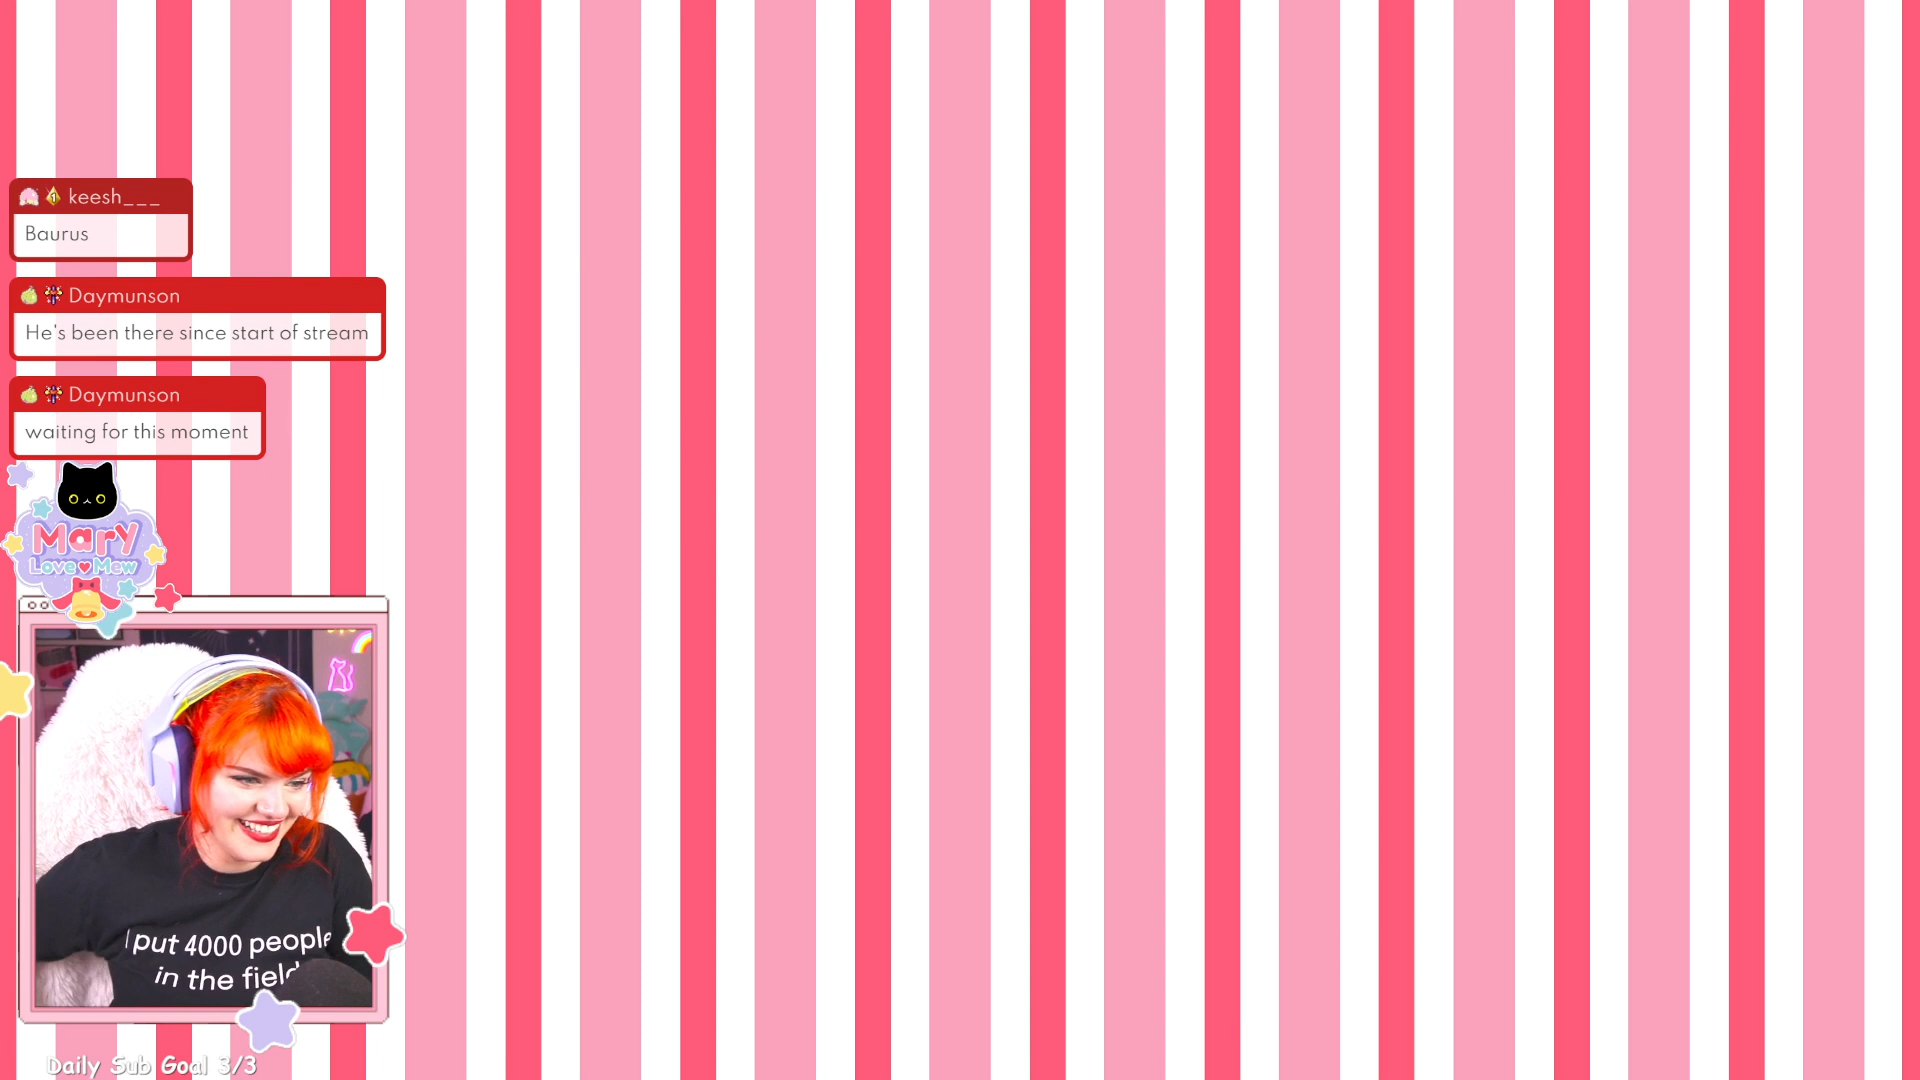 keesh___
Baurus
Daymunson
He's been there since start of stream
Daymunson
waiting for this moment
Mary
Love Mew
I put 4000 people
in the field
Daily Sub Goal 3/3